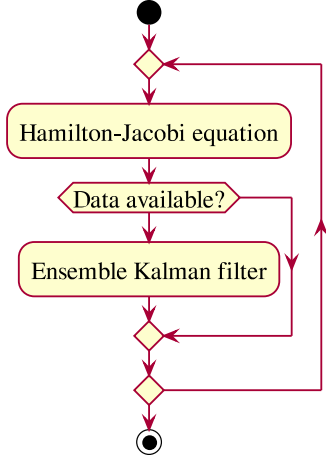 Hamilton-Jacobi equation
Data available?
Ensemble Kalman filter